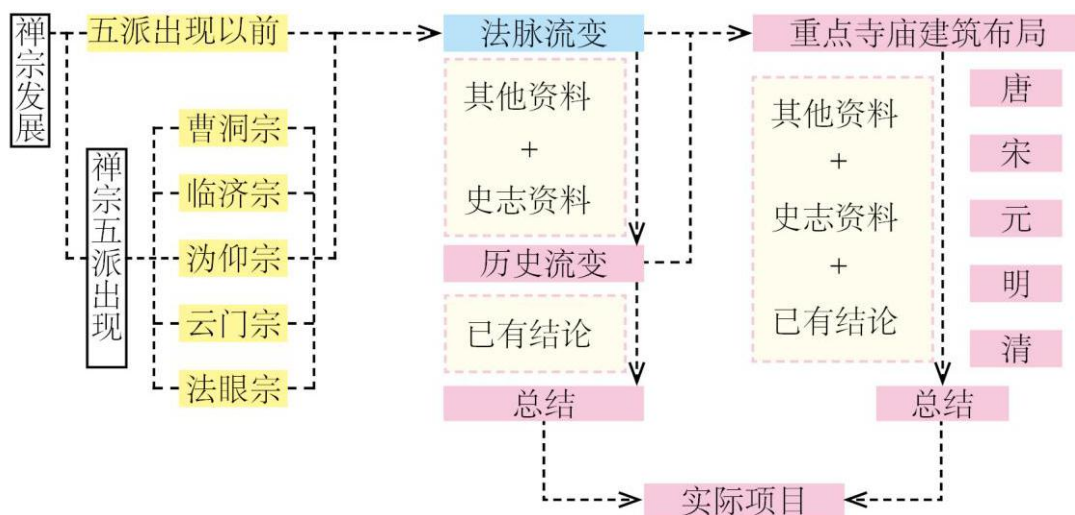 禅宗发展
五派出现以前
禅宗五派出现
曹洞宗
临济宗
沩仰宗
云门宗
法眼宗
法脉流变
其他资料
+
史志资料
历史流变
已有结论
总结
重点寺庙建筑布局
其他资料
+
史志资料
+
已有结论
唐
宋
元
明
清
总结
实际项目